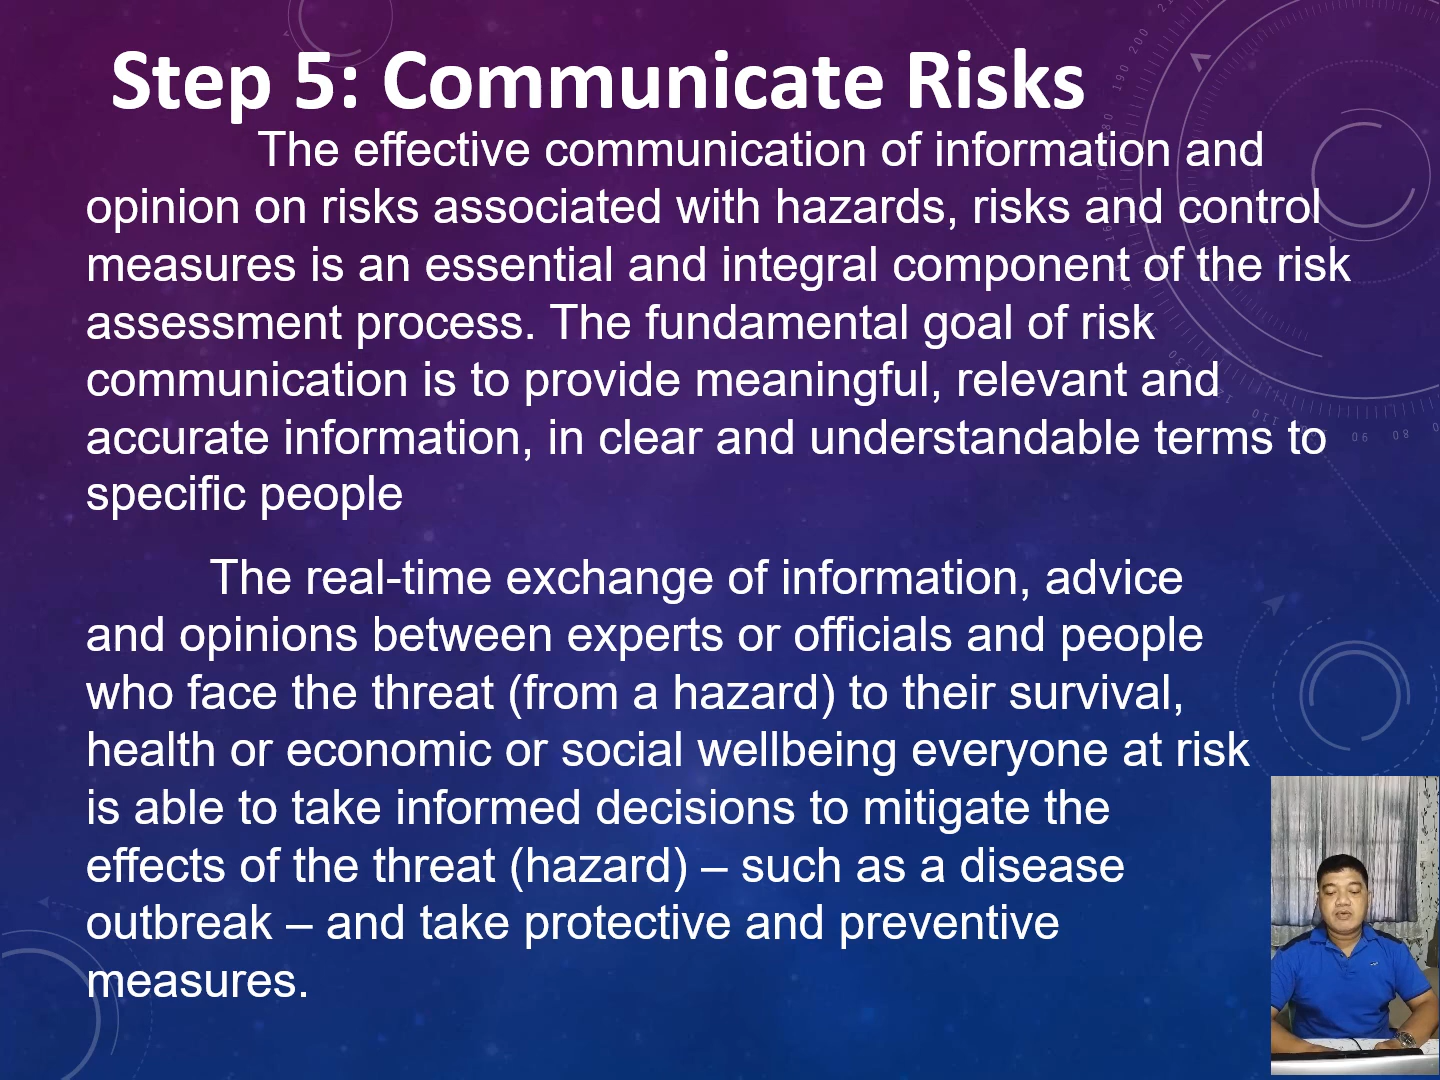 Step 5: Communicate Risks
The effective communication of information and
opinion on risks associated with hazards, risks and control
measures is an essential and integral component of the risk
assessment process. The fundamental goal of risk
communication is to provide meaningful, relevant and
accurate information, in clear and understandable terms to
specific people
The real-time exchange of information, advice
and opinions between experts or officials and people
who face the threat (from a hazard) to their survival,
health or economic or social wellbeing everyone at risk
is able to take informed decisions to mitigate the
effects of the threat (hazard) – such as a disease
outbreak – and take protective and preventive
measures.